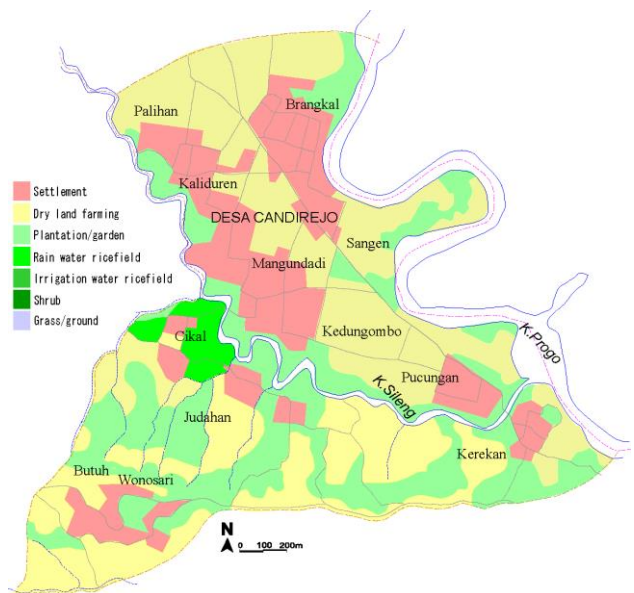 Brangkal
Palihan
Kaliduren
DESA CANDIREJO
Sangen
Mangundadi
Kedungombo
K.Progo
Cikal
Pucungan
K.Sileng
Judahan
Kerekan
Butuh
Wonosari
Settlement
Dry land farming
Plantation/garden
Rain water ricefield
Irrigation water ricefield
Shrub
Grass/ground
N
0 100 200m